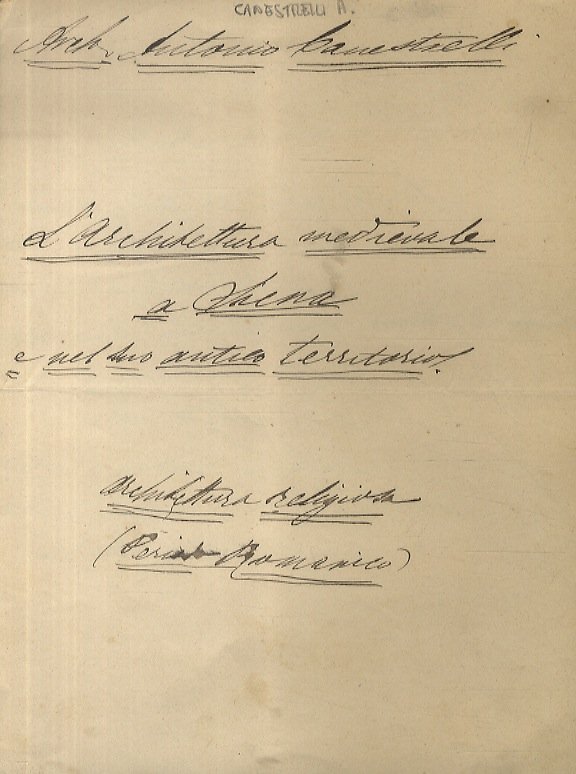 CANESTRELLI A.
Arch. Antonio Canestrelli
L'Architettura medievale
a Siena
e nel suo antico territorio!
Architettura religiosa
(Periodo Romanico)